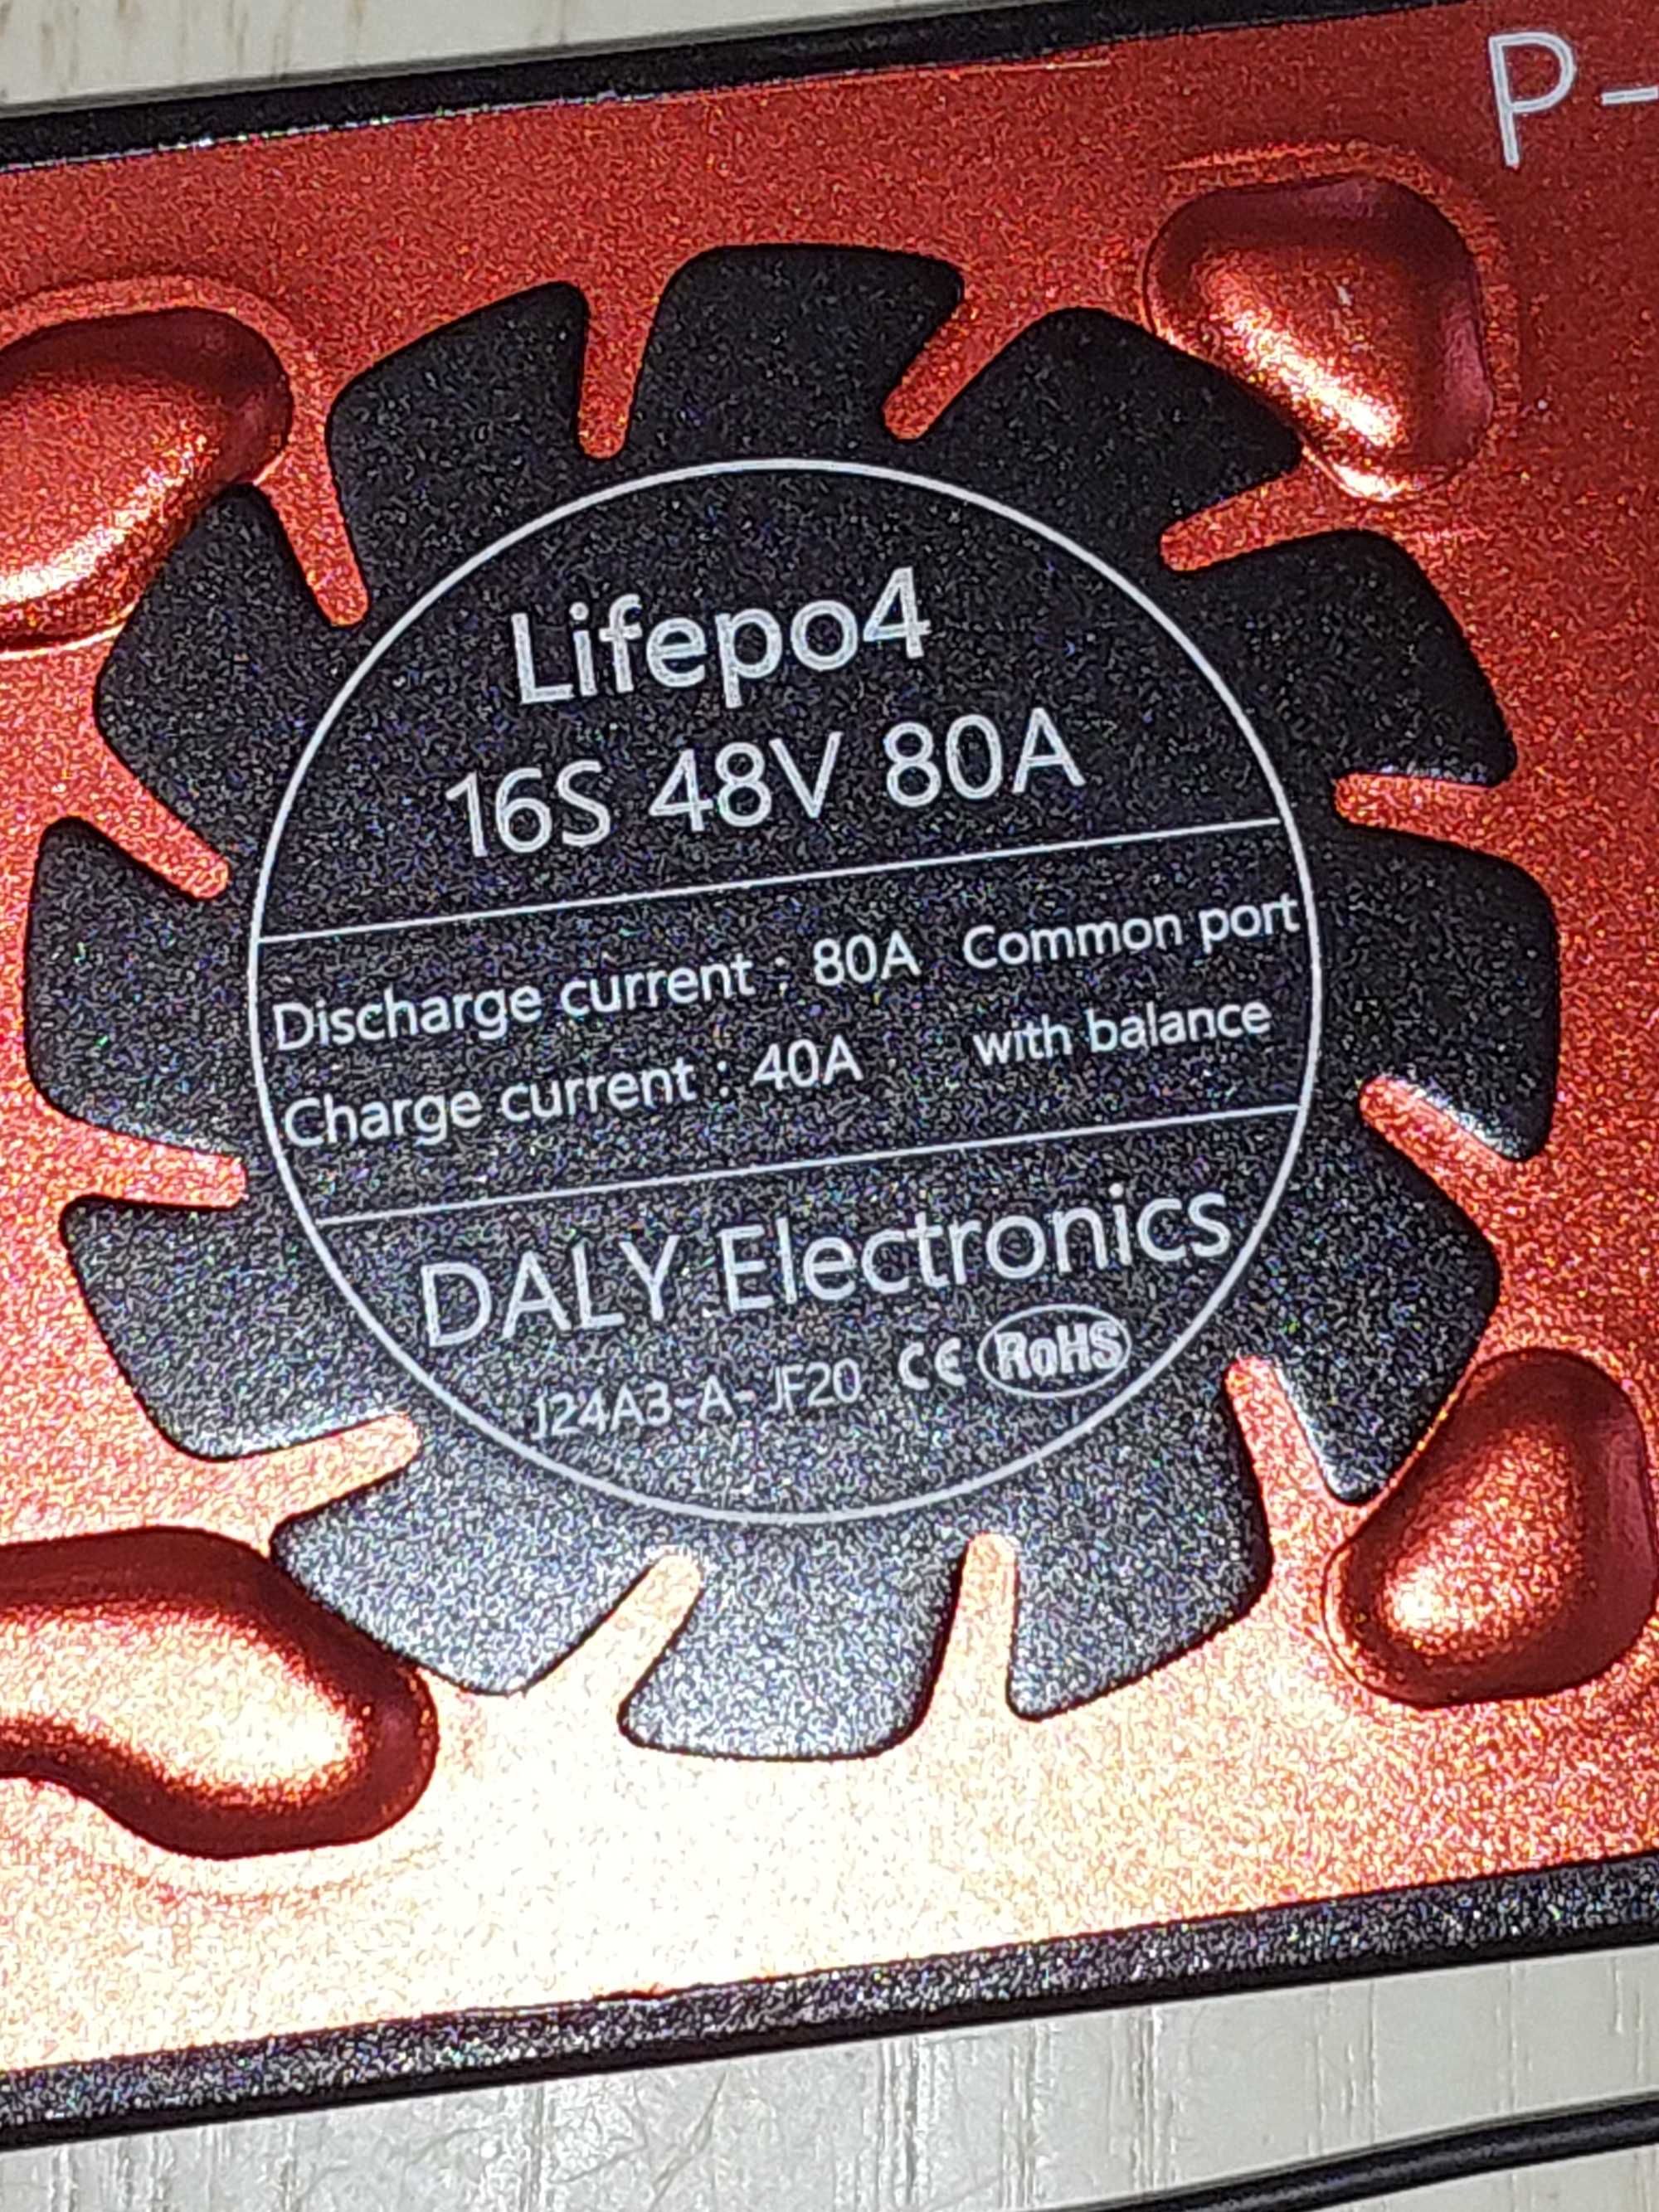 P-
Lifepo4
16S 48V 80A
Discharge current : 80A Common port
Charge current : 40A with balance
DALY Electronics
J24A3-A-JF20 CE RoHS